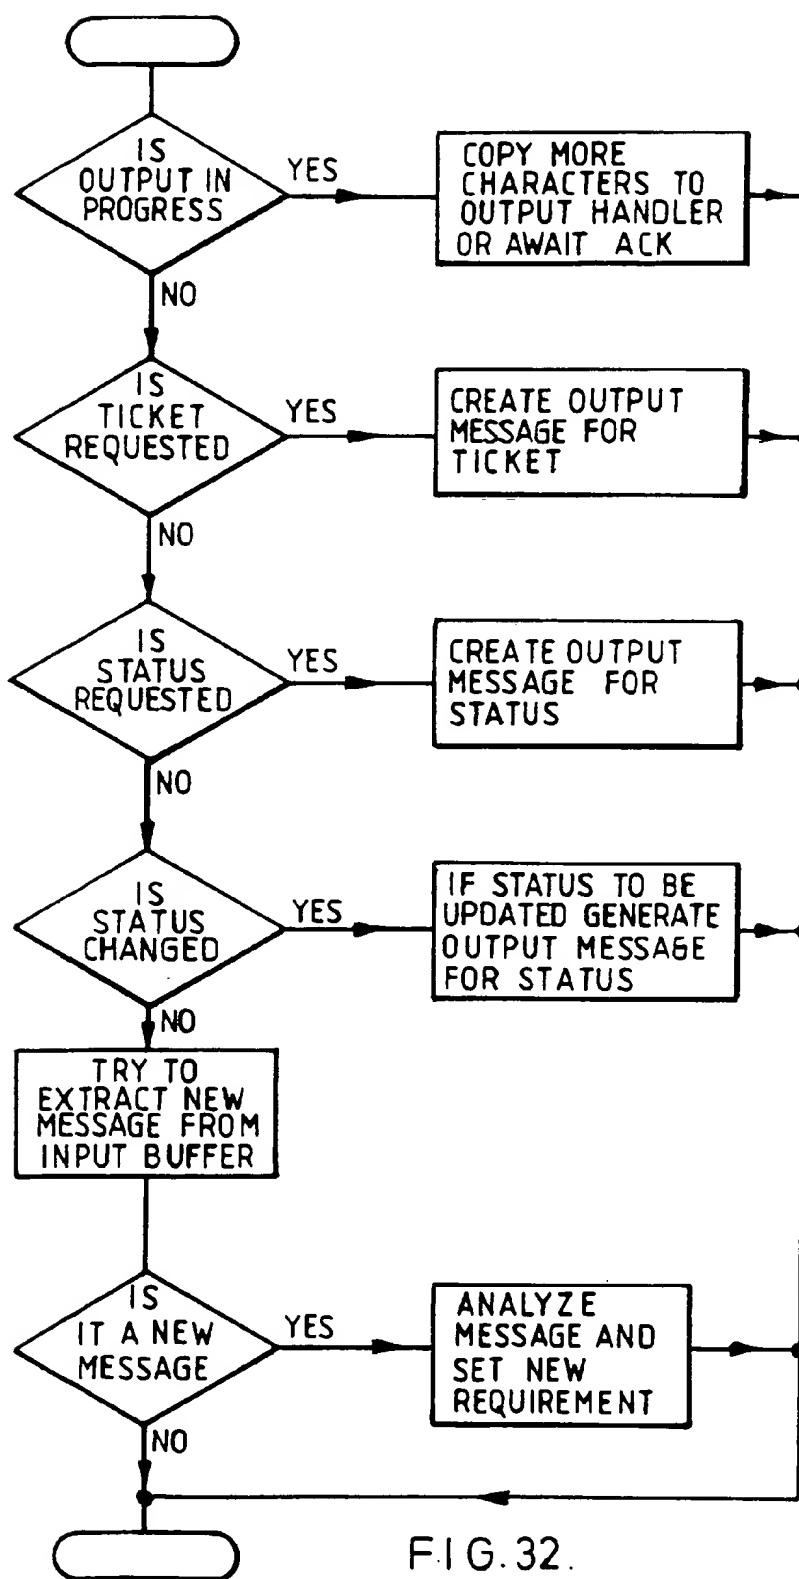 IS
OUTPUT IN
PROGRESS
YES
COPY MORE
CHARACTERS TO
OUTPUT HANDLER
OR AWAIT ACK
NO
IS
TICKET
REQUESTED
YES
CREATE OUTPUT
MESSAGE FOR
TICKET
NO
IS
STATUS
REQUESTED
YES
CREATE OUTPUT
MESSAGE FOR
STATUS
NO
IS
STATUS
CHANGED
YES
IF STATUS TO BE
UPDATED GENERATE
OUTPUT MESSAGE
FOR STATUS
NO
TRY TO
EXTRACT NEW
MESSAGE FROM
INPUT BUFFER
IS
IT A NEW
MESSAGE
YES
ANALYZE
MESSAGE AND
SET NEW
REQUIREMENT
NO
FIG.32.